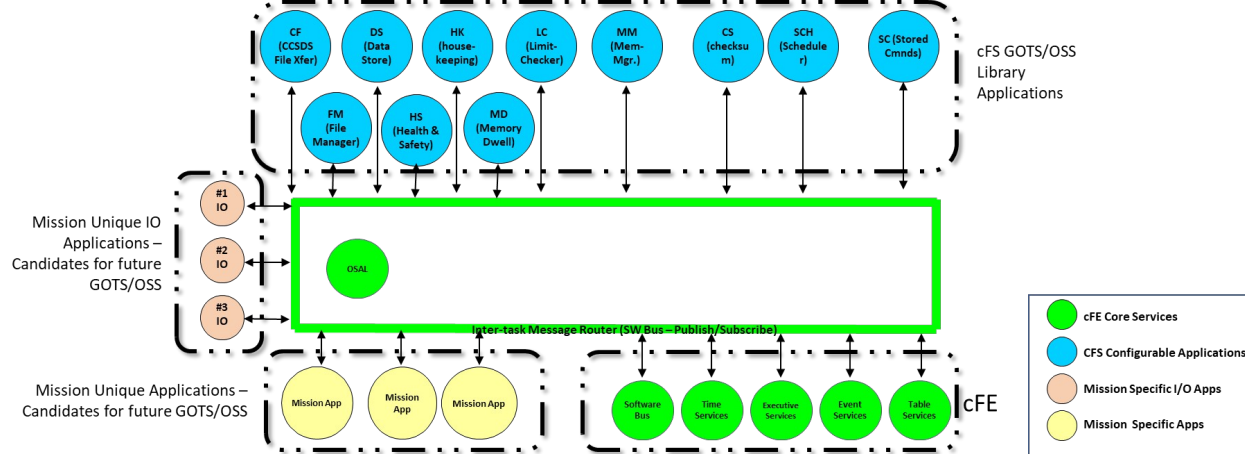 CF
(CCSDS
File Xfer)
DS
(Data
Store)
HK
(house-
keeping)
LC
(Limit-
Checker)
MM
(Mem-
Mgr.)
CS
(checks
um)
SCH
(Schedule
r)
SC (Stored
Cmnds)
cFS GOTS/OSS
Library
Applications
FM
(File
Manager)
HS
(Health &
Safety)
MD
(Memory
Dwell)
Mission Unique IO
Applications –
Candidates for future
GOTS/OSS
#1
IO
#2
IO
#3
IO
OSAL
Inter-task Message Router (SW Bus – Publish/Subscribe)
Mission Unique Applications –
Candidates for future GOTS/OSS
Mission App
Mission
App
Mission App
Software
Bus
Time
Services
Executive
Services
Event
Services
Table
Services
cFE
cFE Core Services
CFS Configurable Applications
Mission Specific I/O Apps
Mission  Specific Apps